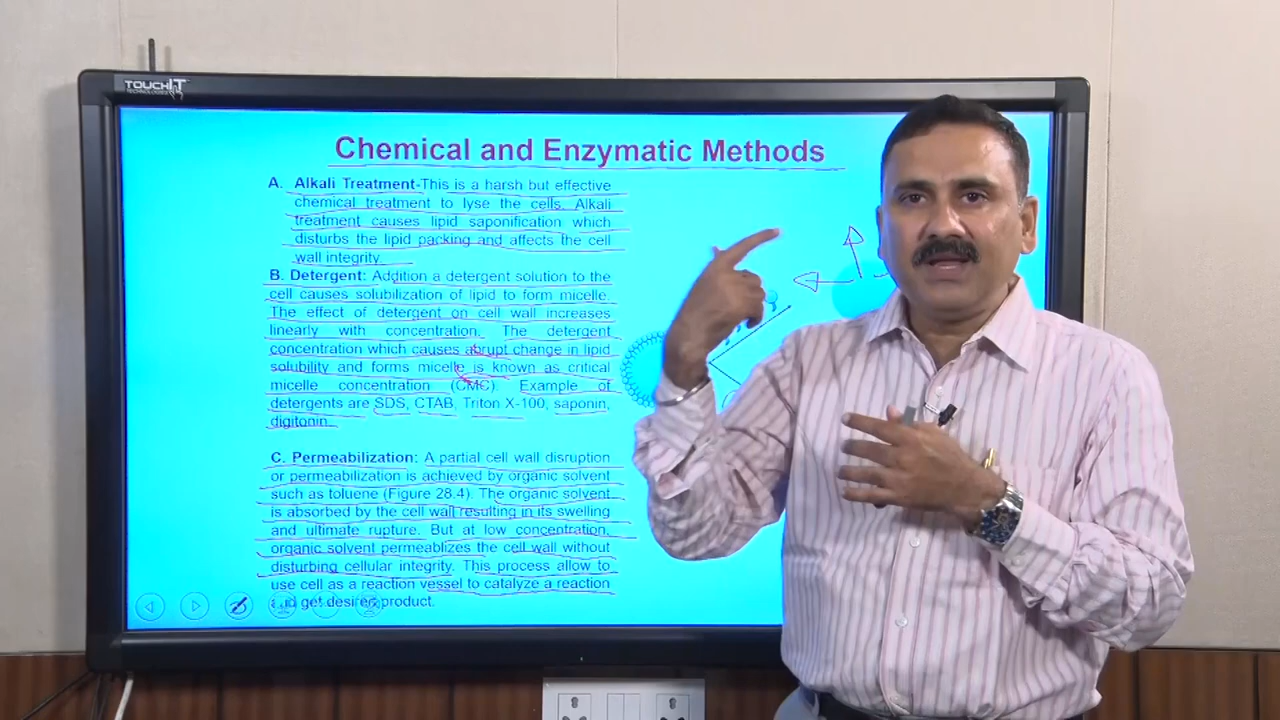 TOUCHIT
TECHNOLOGIES
Chemical and Enzymatic Methods
A. Alkali Treatment-This is a harsh but effective
chemical treatment to lyse the cells. Alkali
treatment causes lipid saponification which
disturbs the lipid packing and affects the cell
wall integrity.
B. Detergent: Addition a detergent solution to the
cell causes solubilization of lipid to form micelle.
The effect of detergent on cell wall increases
linearly with concentration. The detergent
concentration which causes abrupt change in lipid
solubility and forms micelle is known as critical
micelle concentration (CMC). Example of
detergents are SDS, CTAB, Triton X-100, saponin,
digitonin.
C. Permeabilization: A partial cell wall disruption
or permeabilization is achieved by organic solvent
such as toluene (Figure 28.4). The organic solvent
is absorbed by the cell wall resulting in its swelling
and ultimate rupture. But at low concentration,
organic solvent permeablizes the cell wall without
disturbing cellular integrity. This process allow to
use cell as a reaction vessel to catalyze a reaction
and get desired product.